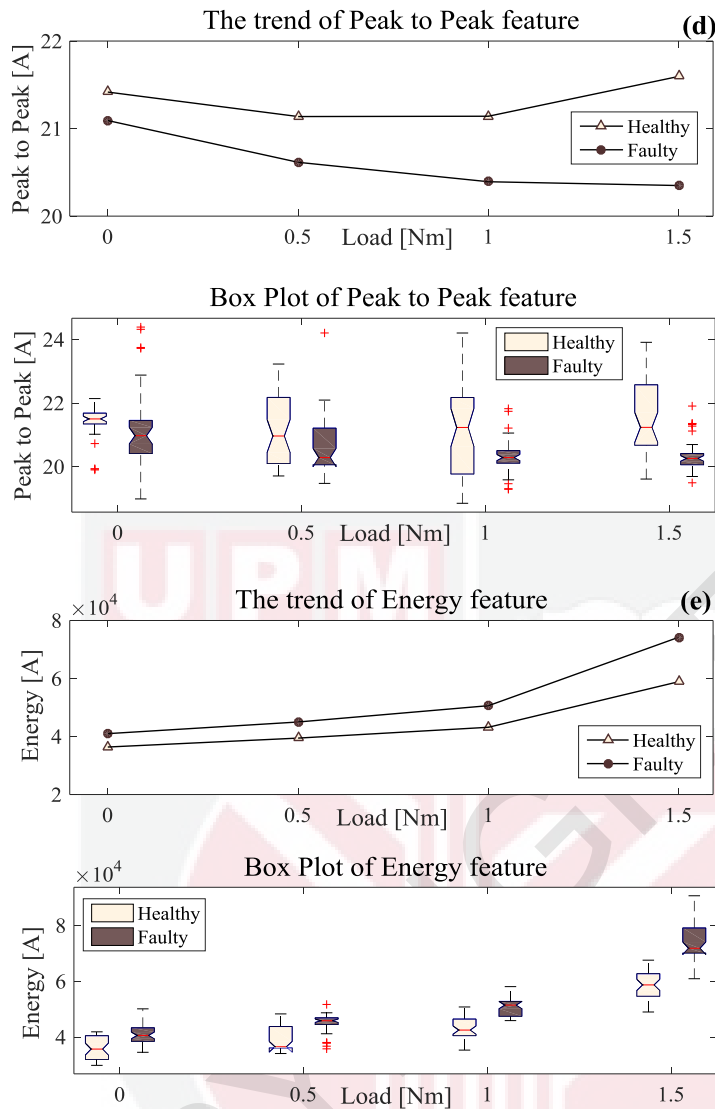 The trend of Peak to Peak feature
(d)
Peak to Peak [A]
22
21
20
0 0.5 1 1.5
Load [Nm]
Healthy
Faulty
Box Plot of Peak to Peak feature
Peak to Peak [A]
24
22
20
0 0.5 1 1.5
Load [Nm]
Healthy
Faulty
UPM
The trend of Energy feature
(e)
×10⁴
Energy [A]
8
6
4
2
0 0.5 1 1.5
Load [Nm]
Healthy
Faulty
Box Plot of Energy feature
×10⁴
Energy [A]
8
6
4
0 0.5 1 1.5
Load [Nm]
Healthy
Faulty